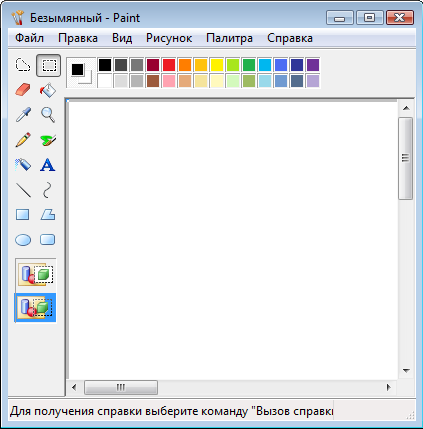 Безымянный - Paint
Файл Правка Вид Рисунок Палитра Справка
A
Для получения справки выберите команду "Вызов справки